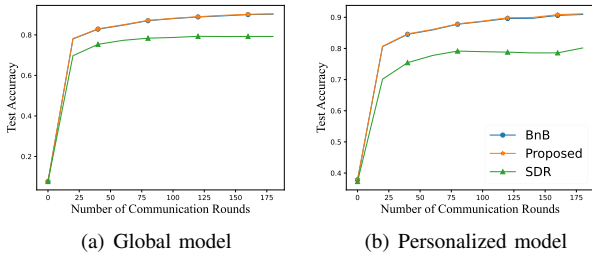 0.8
0.6
0.4
0.2
Test Accuracy
0 25 50 75 100 125 150 175
Number of Communication Rounds
(a) Global model
0.9
0.8
0.7
0.6
0.5
0.4
Test Accuracy
BnB
Proposed
SDR
0 25 50 75 100 125 150 175
Number of Communication Rounds
(b) Personalized model